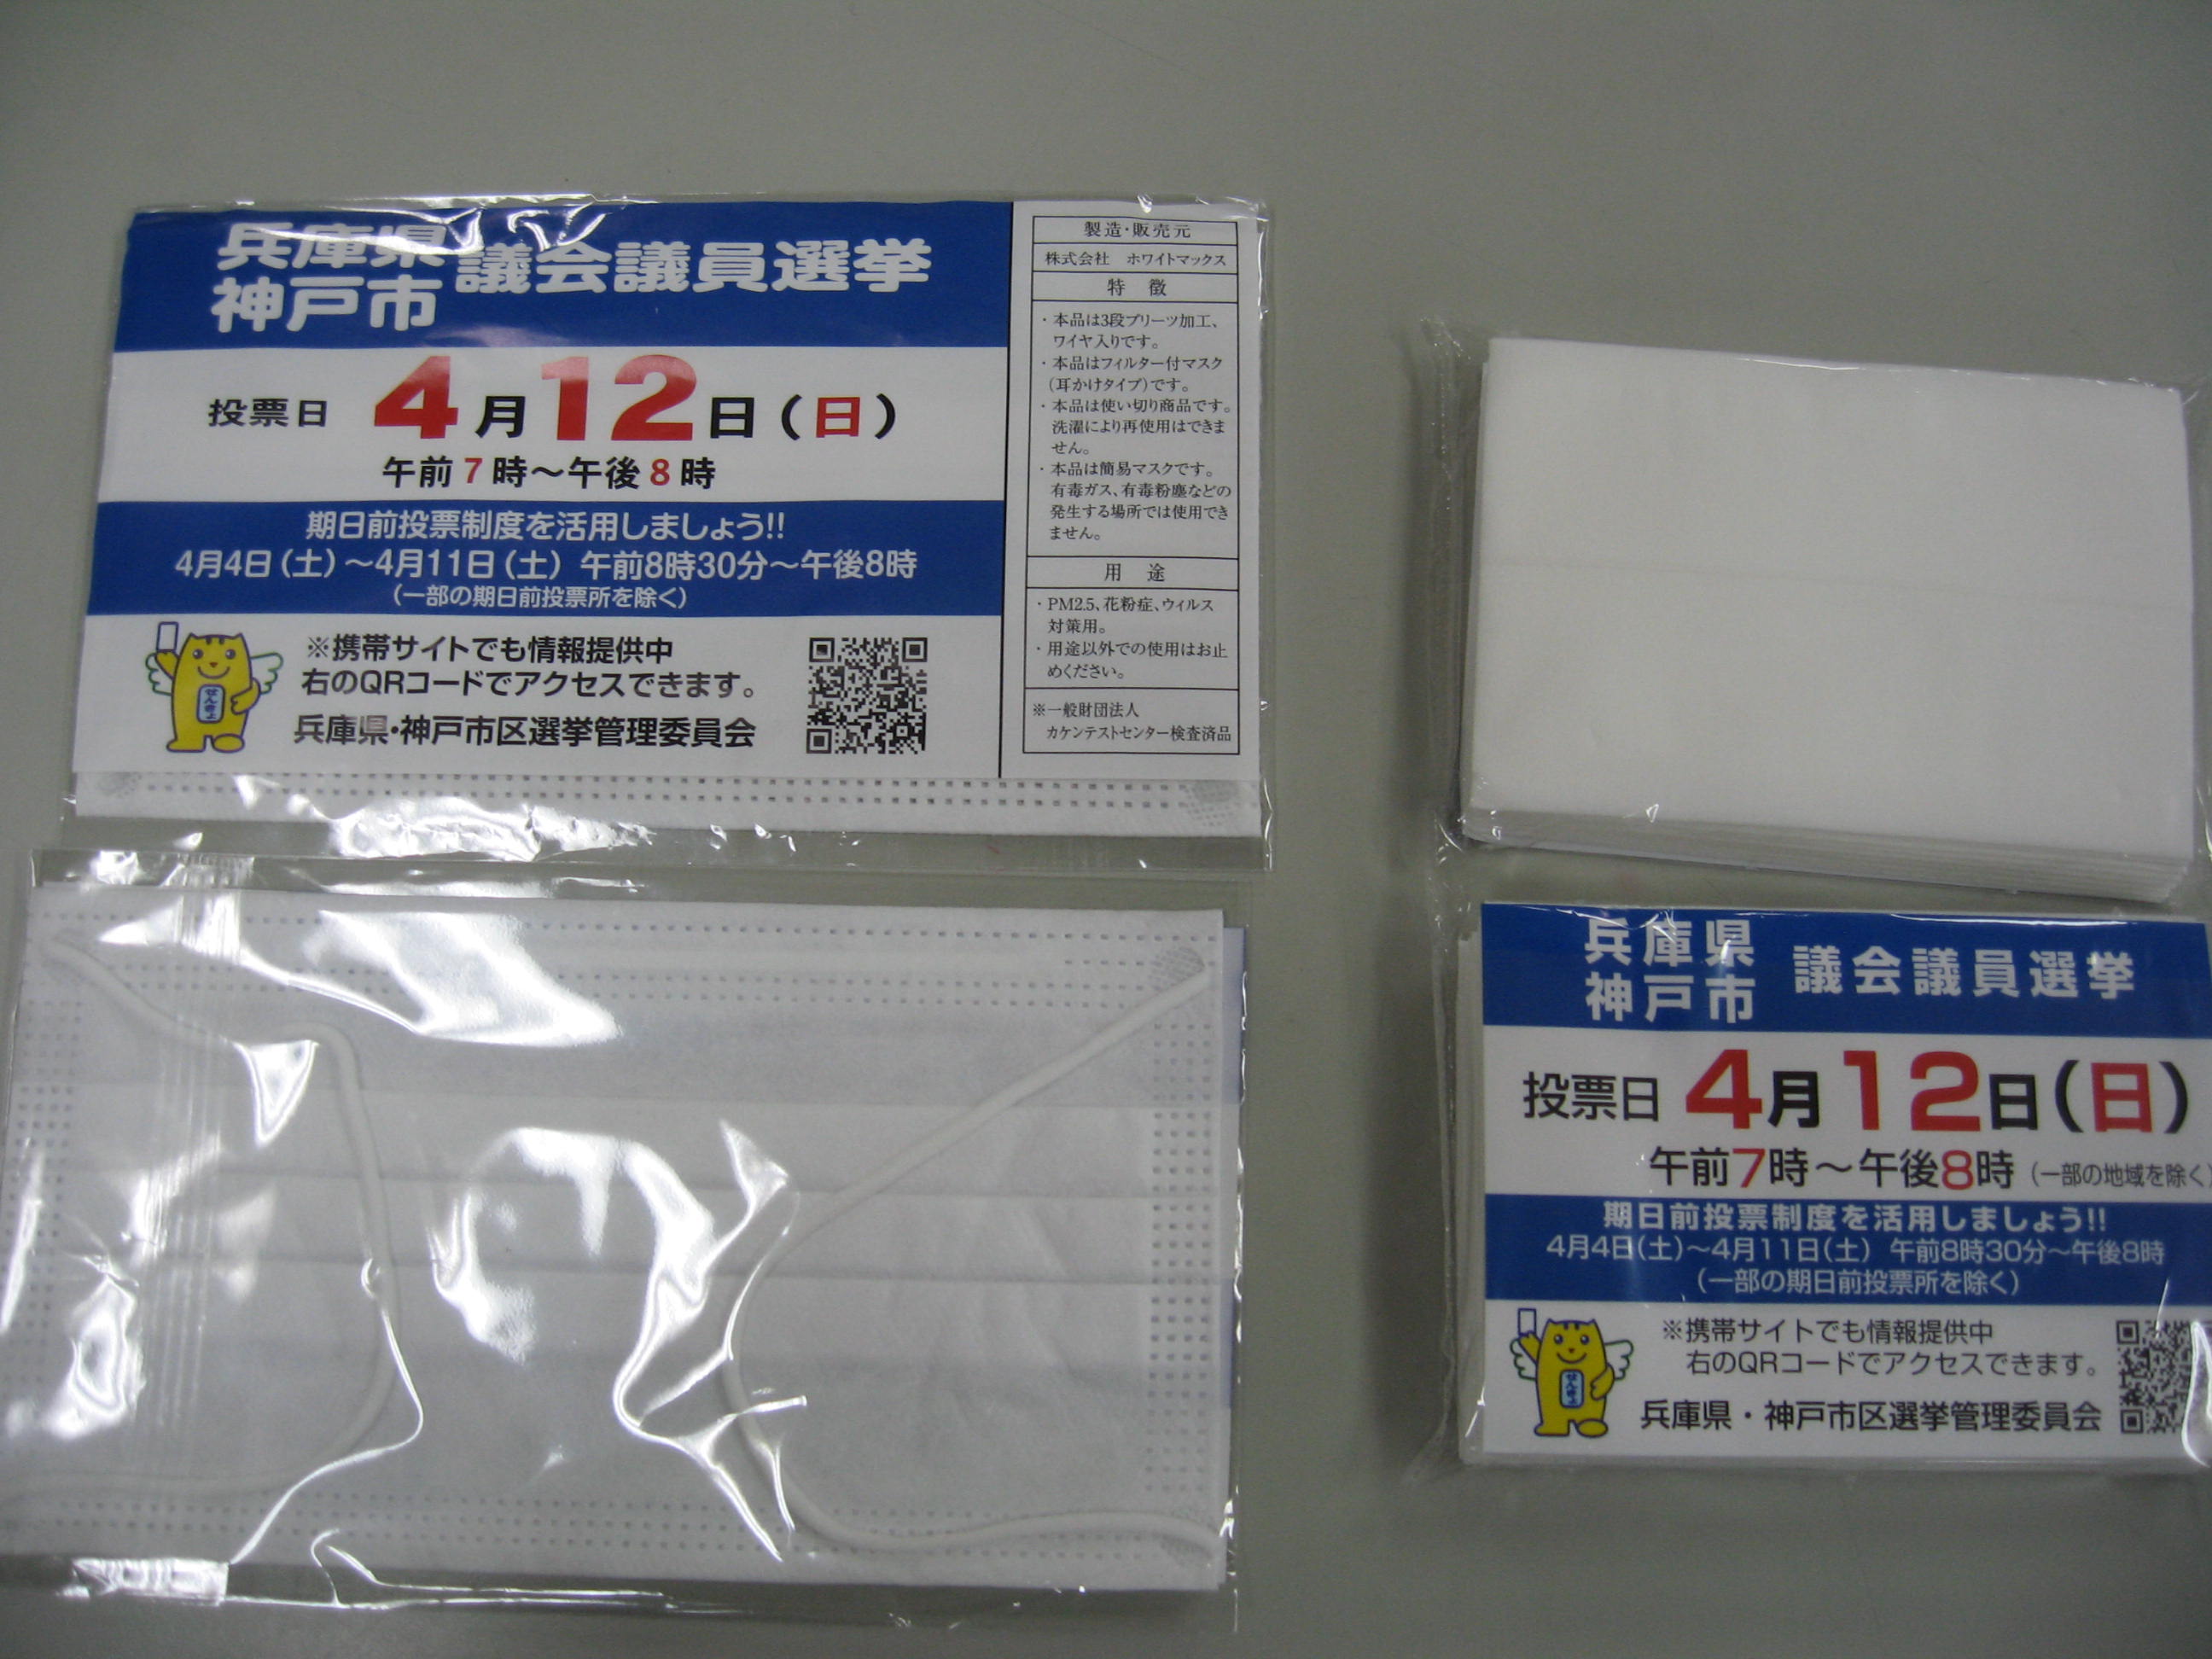 兵庫県
神戸市
議会議員選挙
投票日 4月12日(日)
午前7時～午後8時
期日前投票制度を活用しましょう!!
4月4日(土)～4月11日(土) 午前8時30分～午後8時
(一部の期日前投票所を除く)
せんきょ
※携帯サイトでも情報提供中
右のQRコードでアクセスできます。
兵庫県・神戸市区選挙管理委員会
製造・販売元
株式会社 ホワイトマックス
特 徴
・本品は3段プリーツ加工、
ワイヤ入りです。
・本品はフィルター付マスク
(耳かけタイプ)です。
・本品は使い切り商品です。
洗濯により再使用はできま
せん。
・本品は簡易マスクです。
有毒ガス、有毒粉塵などの
発生する場所では使用でき
ません。
用 途
・PM2.5、花粉症、ウィルス
対策用。
・用途以外での使用はお止
めください。
※一般財団法人
カケンテストセンター検査済品
兵庫県
神戸市
議会議員選挙
投票日 4月12日(日)
午前7時～午後8時 (一部の地域を除く)
期日前投票制度を活用しましょう!!
4月4日(土)～4月11日(土) 午前8時30分～午後8時
(一部の期日前投票所を除く)
せんきょ
※携帯サイトでも情報提供中
右のQRコードでアクセスできます。
兵庫県・神戸市区選挙管理委員会